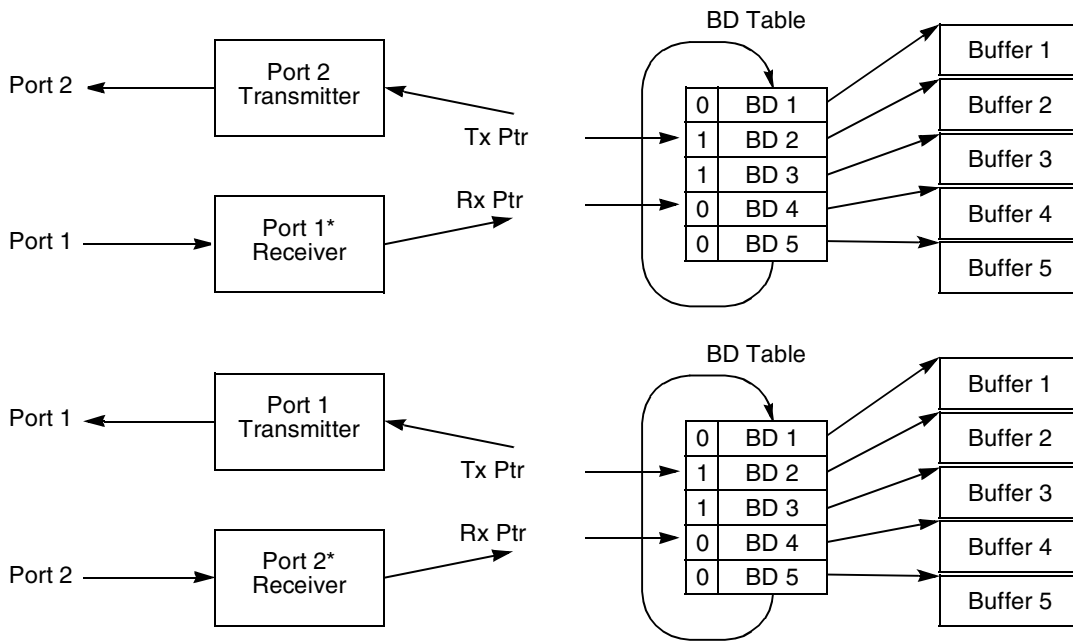 BD Table
Port 2
Port 2
Transmitter
Tx Ptr
Rx Ptr
Port 1
Port 1*
Receiver
0 BD 1
1 BD 2
1 BD 3
0 BD 4
0 BD 5
Buffer 1
Buffer 2
Buffer 3
Buffer 4
Buffer 5
BD Table
Port 1
Port 1
Transmitter
Tx Ptr
Rx Ptr
Port 2
Port 2*
Receiver
0 BD 1
1 BD 2
1 BD 3
0 BD 4
0 BD 5
Buffer 1
Buffer 2
Buffer 3
Buffer 4
Buffer 5